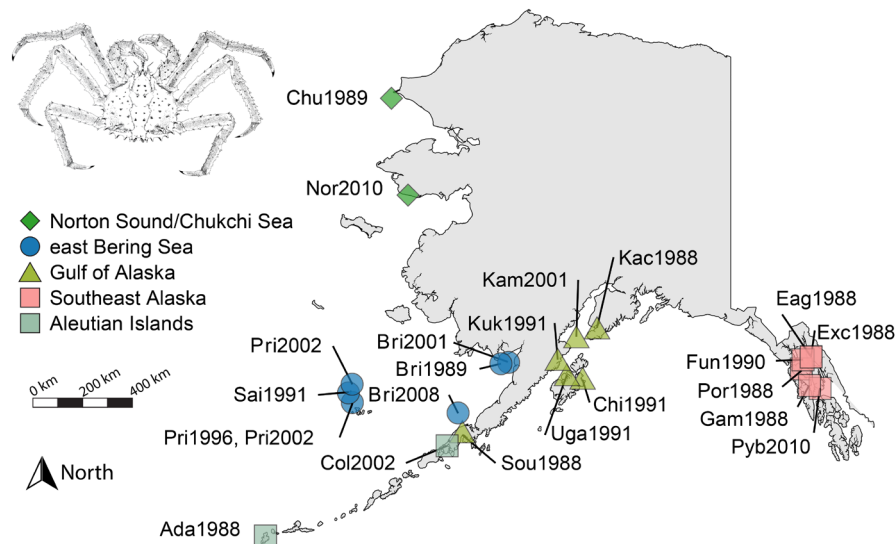 Chu1989
Nor2010
Norton Sound/Chukchi Sea
east Bering Sea
Gulf of Alaska
Southeast Alaska
Aleutian Islands
Kac1988
Kam2001
Eag1988
Kuk1991
Exc1988
Bri2001
Pri2002
Bri1989
Fun1990
0 km
200 km
400 km
Sai1991
Bri2008
Por1988
Chi1991
Gam1988
Pri1996, Pri2002
Uga1991
Pyb2010
Col2002
Sou1988
North
Ada1988